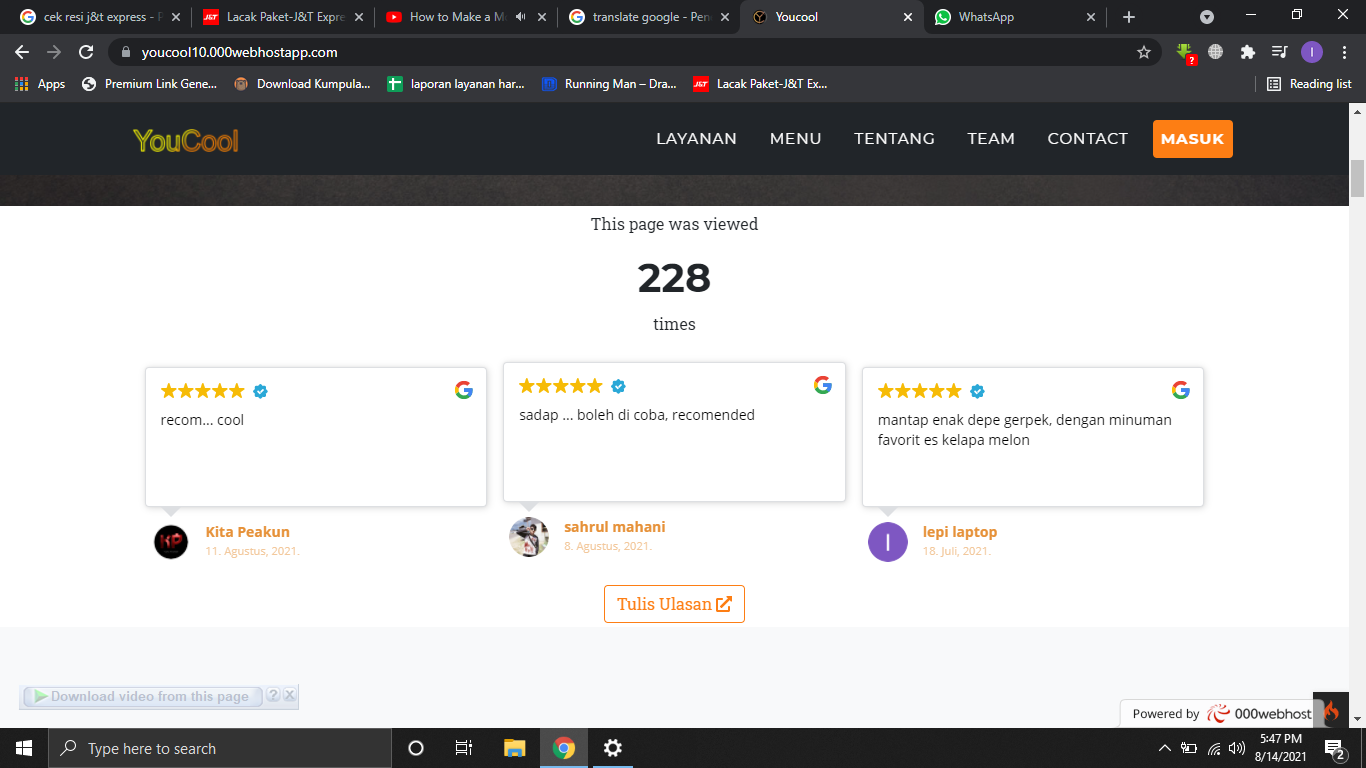 cek resi j&t express - P
Lacak Paket-J&T Expre
How to Make a M
translate google - Pen
Youcool
WhatsApp
youcool10.000webhostapp.com
Apps
Premium Link Gene...
Download Kumpula...
laporan layanan har...
Running Man – Dra...
J&T
Lacak Paket-J&T Ex...
Reading list
YouCool
LAYANAN
MENU
TENTANG
TEAM
CONTACT
MASUK
This page was viewed
228
times
recom... cool
sadap ... boleh di coba, recomended
mantap enak depe gerpek, dengan minuman
favorit es kelapa melon
KP
Kita Peakun
11. Agustus, 2021.
sahrul mahani
8. Agustus, 2021.
I
lepi laptop
18. Juli, 2021.
Tulis Ulasan
Download video from this page
? X
Powered by 000webhost
Type here to search
5:47 PM
8/14/2021
2